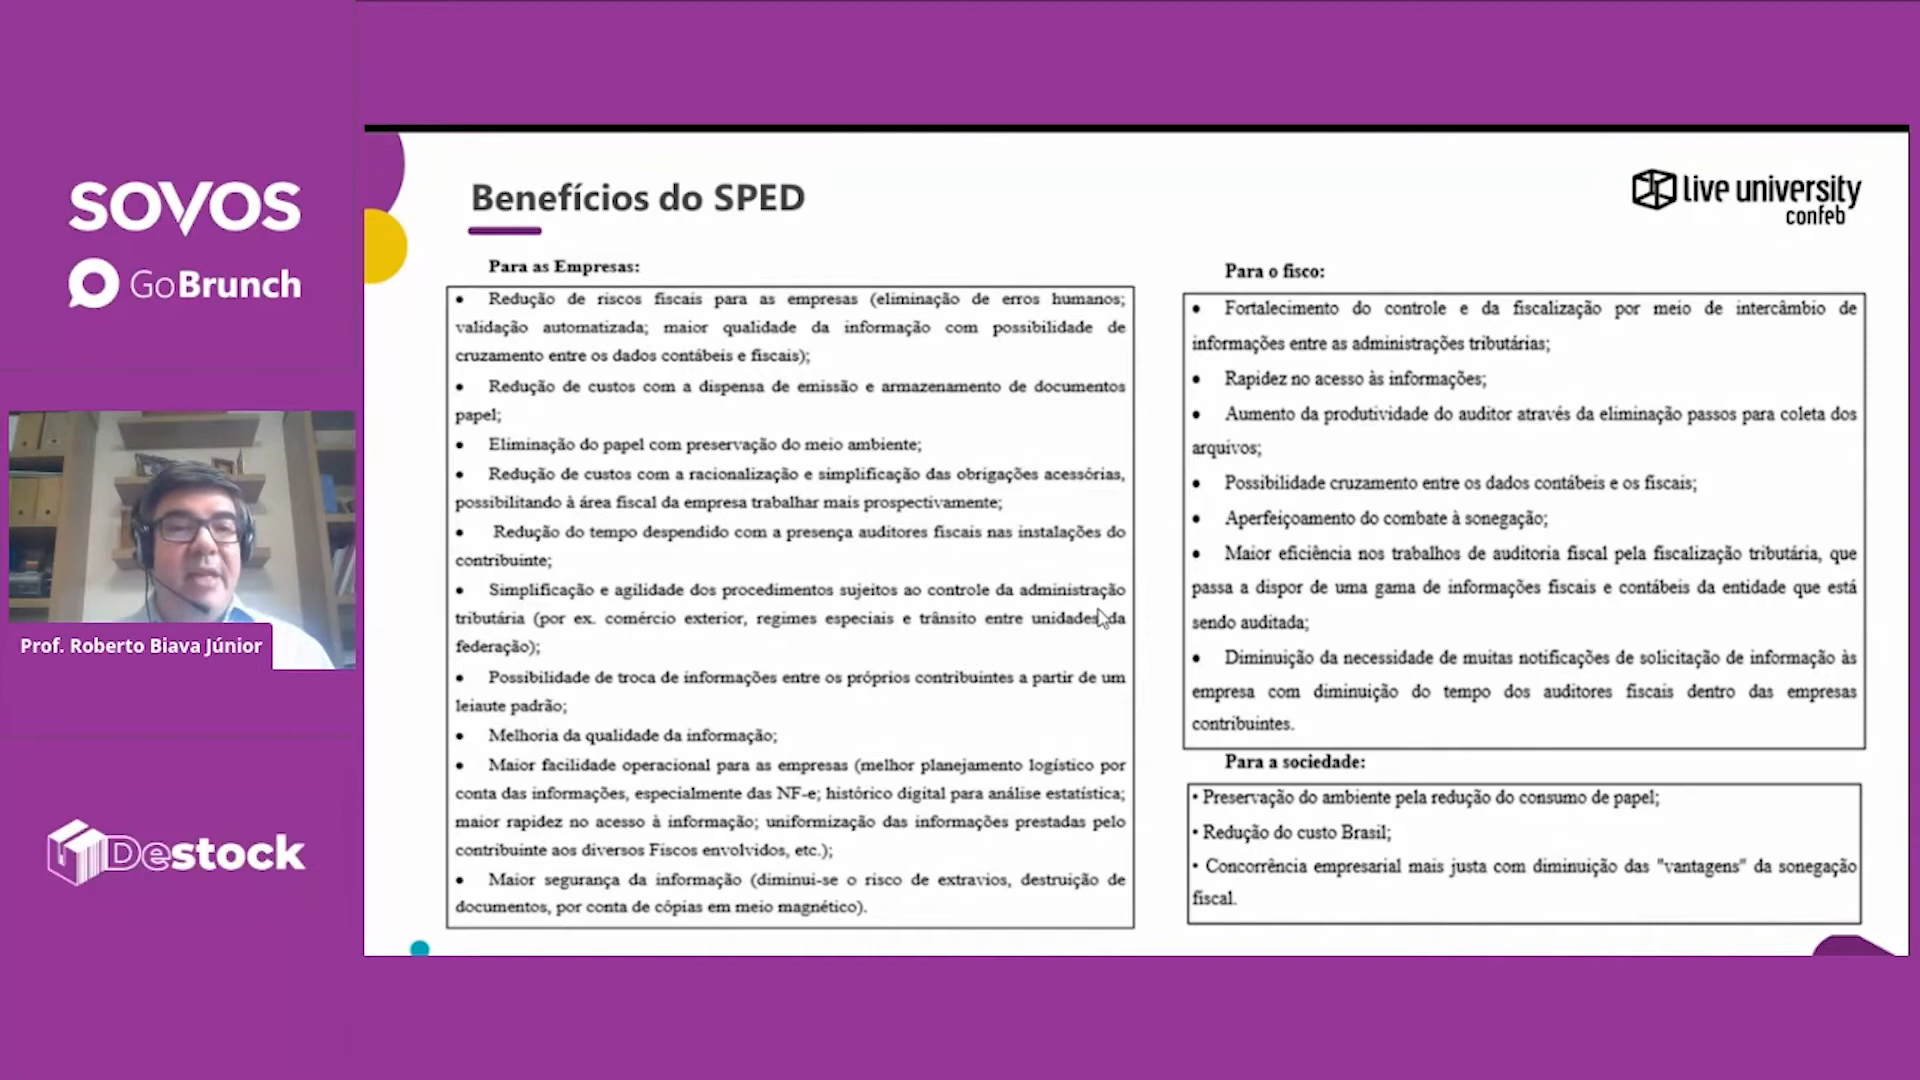 SOVOS
GoBrunch
Prof. Roberto Biava Júnior
Destock
Benefícios do SPED
live university
confeb
Para as Empresas:
• Redução de riscos fiscais para as empresas (eliminação de erros humanos;
validação automatizada; maior qualidade da informação com possibilidade de
cruzamento entre os dados contábeis e fiscais);
• Redução de custos com a dispensa de emissão e armazenamento de documentos
papel;
• Eliminação do papel com preservação do meio ambiente;
• Redução de custos com a racionalização e simplificação das obrigações acessórias,
possibilitando à área fiscal da empresa trabalhar mais prospectivamente;
• Redução do tempo despendido com a presença auditores fiscais nas instalações do
contribuinte;
• Simplificação e agilidade dos procedimentos sujeitos ao controle da administração
tributária (por ex. comércio exterior, regimes especiais e trânsito entre unidades da
federação);
• Possibilidade de troca de informações entre os próprios contribuintes a partir de um
leiaute padrão;
• Melhoria da qualidade da informação;
• Maior facilidade operacional para as empresas (melhor planejamento logístico por
conta das informações, especialmente das NF-e; histórico digital para análise estatística;
maior rapidez no acesso à informação; uniformização das informações prestadas pelo
contribuinte aos diversos Fiscos envolvidos, etc.);
• Maior segurança da informação (diminui-se o risco de extravios, destruição de
documentos, por conta de cópias em meio magnético).
Para o fisco:
• Fortalecimento do controle e da fiscalização por meio de intercâmbio de
informações entre as administrações tributárias;
• Rapidez no acesso às informações;
• Aumento da produtividade do auditor através da eliminação passos para coleta dos
arquivos;
• Possibilidade cruzamento entre os dados contábeis e os fiscais;
• Aperfeiçoamento do combate à sonegação;
• Maior eficiência nos trabalhos de auditoria fiscal pela fiscalização tributária, que
passa a dispor de uma gama de informações fiscais e contábeis da entidade que está
sendo auditada;
• Diminuição da necessidade de muitas notificações de solicitação de informação às
empresa com diminuição do tempo dos auditores fiscais dentro das empresas
contribuintes.
Para a sociedade:
• Preservação do ambiente pela redução do consumo de papel;
• Redução do custo Brasil;
• Concorrência empresarial mais justa com diminuição das "vantagens" da sonegação
fiscal.